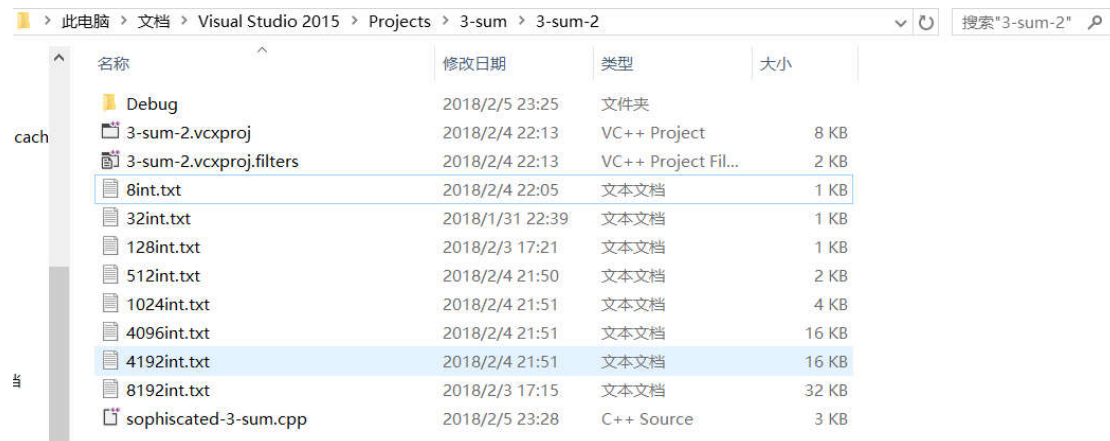 > 此电脑 > 文档 > Visual Studio 2015 > Projects > 3-sum > 3-sum-2 搜索"3-sum-2"
名称 修改日期 类型 大小
Debug 2018/2/5 23:25 文件夹
cach
3-sum-2.vcxproj 2018/2/4 22:13 VC++ Project 8 KB
3-sum-2.vcxproj.filters 2018/2/4 22:13 VC++ Project Fil... 2 KB
8int.txt 2018/2/4 22:05 文本文档 1 KB
32int.txt 2018/1/31 22:39 文本文档 1 KB
128int.txt 2018/2/3 17:21 文本文档 1 KB
512int.txt 2018/2/4 21:50 文本文档 2 KB
1024int.txt 2018/2/4 21:51 文本文档 4 KB
4096int.txt 2018/2/4 21:51 文本文档 16 KB
4192int.txt 2018/2/4 21:51 文本文档 16 KB
8192int.txt 2018/2/3 17:15 文本文档 32 KB
sophiscated-3-sum.cpp 2018/2/5 23:28 C++ Source 3 KB